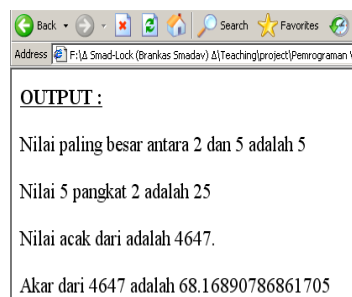 Back Search Favorites
Address F:\Δ Smad-Lock (Brankas Smadav) Δ\Teaching\project\Pemrograman
OUTPUT :
Nilai paling besar antara 2 dan 5 adalah 5
Nilai 5 pangkat 2 adalah 25
Nilai acak dari adalah 4647.
Akar dari 4647 adalah 68.16890786861705